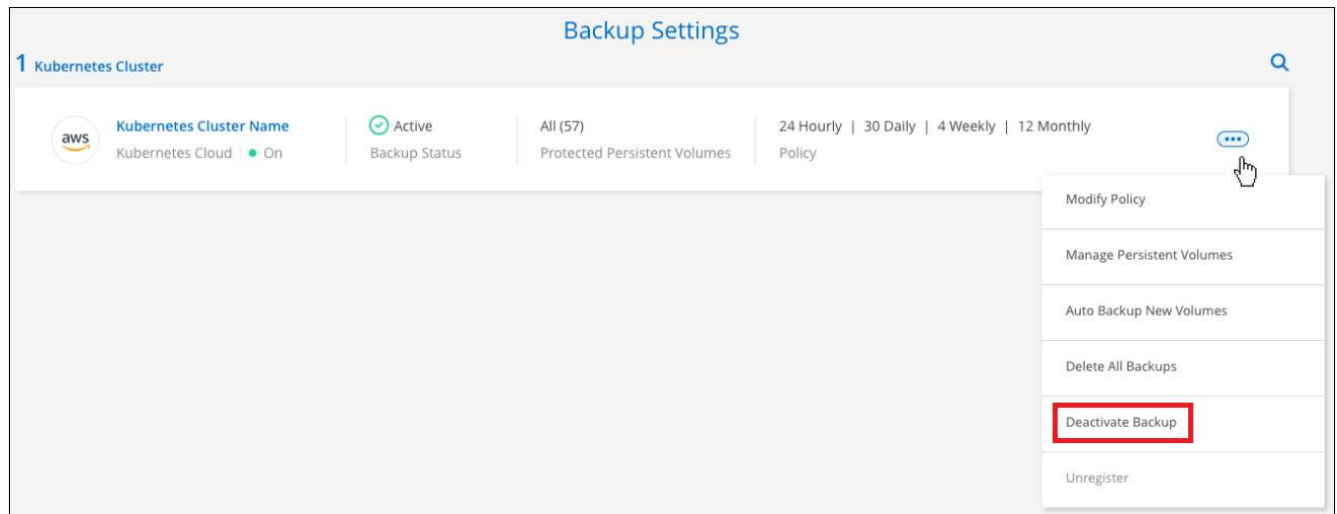 Backup Settings
1 Kubernetes Cluster
aws
Kubernetes Cluster Name
Active
All (57)
24 Hourly | 30 Daily | 4 Weekly | 12 Monthly
Kubernetes Cloud
On
Backup Status
Protected Persistent Volumes
Policy
Modify Policy
Manage Persistent Volumes
Auto Backup New Volumes
Delete All Backups
Deactivate Backup
Unregister